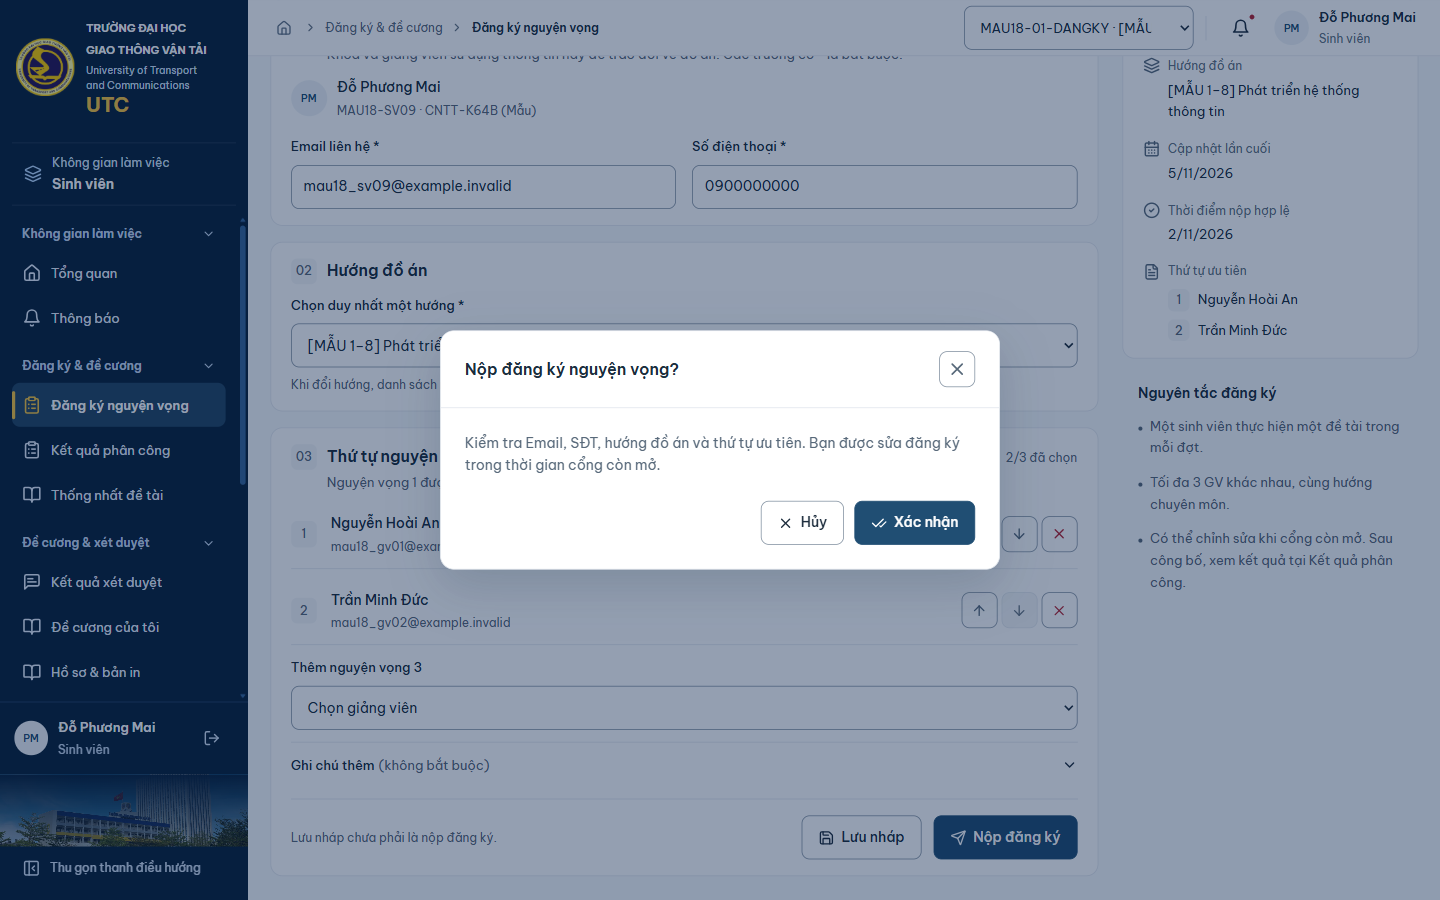 TRƯỜNG ĐẠI HỌC
GIAO THÔNG VẬN TẢI
University of Transport
and Communications
UTC
Không gian làm việc
Sinh viên
Không gian làm việc
Tổng quan
Thông báo
Đăng ký & đề cương
Đăng ký nguyện vọng
Kết quả phân công
Thống nhất đề tài
Đề cương & xét duyệt
Kết quả xét duyệt
Đề cương của tôi
Hồ sơ & bản in
PM
Đỗ Phương Mai
Sinh viên
Thu gọn thanh điều hướng
Đăng ký & đề cương
Đăng ký nguyện vọng
MAU18-01-DANGKY · [MẪU
PM
Đỗ Phương Mai
Sinh viên
PM
Đỗ Phương Mai
MAU18-SV09 · CNTT-K64B (Mẫu)
Email liên hệ *
Số điện thoại *
mau18_sv09@example.invalid
0900000000
02
Hướng đồ án
Chọn duy nhất một hướng *
[MẪU 1–8] Phát triể
Khi đổi hướng, danh sách
03
Thứ tự nguyện
2/3 đã chọn
Nguyện vọng 1 đượ
1
Nguyễn Hoài An
mau18_gv01@exar
2
Trần Minh Đức
mau18_gv02@example.invalid
Thêm nguyện vọng 3
Chọn giảng viên
Ghi chú thêm (không bắt buộc)
Lưu nháp chưa phải là nộp đăng ký.
Lưu nháp
Nộp đăng ký
Nộp đăng ký nguyện vọng?
Kiểm tra Email, SĐT, hướng đồ án và thứ tự ưu tiên. Bạn được sửa đăng ký
trong thời gian cổng còn mở.
Hủy
Xác nhận
Hướng đồ án
[MẪU 1–8] Phát triển hệ thống
thông tin
Cập nhật lần cuối
5/11/2026
Thời điểm nộp hợp lệ
2/11/2026
Thứ tự ưu tiên
1 Nguyễn Hoài An
2 Trần Minh Đức
Nguyên tắc đăng ký
• Một sinh viên thực hiện một đề tài trong
mỗi đợt.
• Tối đa 3 GV khác nhau, cùng hướng
chuyên môn.
• Có thể chỉnh sửa khi cổng còn mở. Sau
công bố, xem kết quả tại Kết quả phân
công.